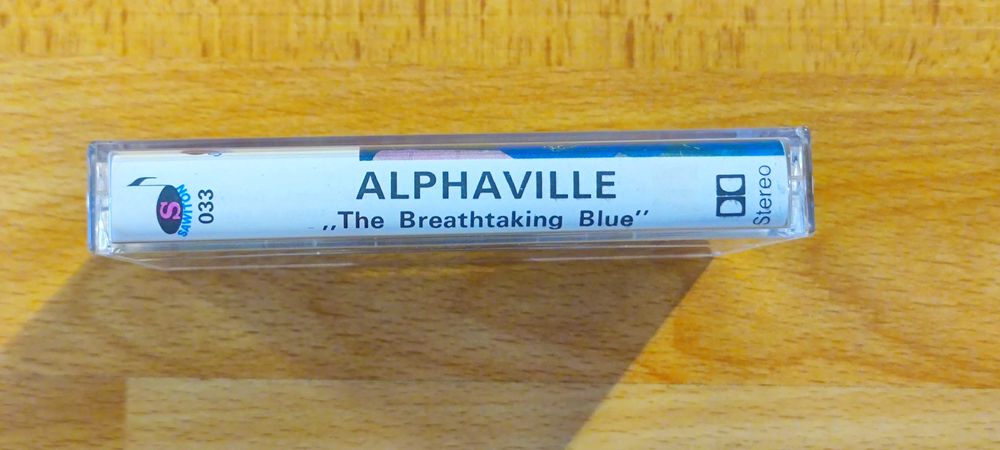 S
SAWITON
033
ALPHAVILLE
„The Breathtaking Blue”
Stereo